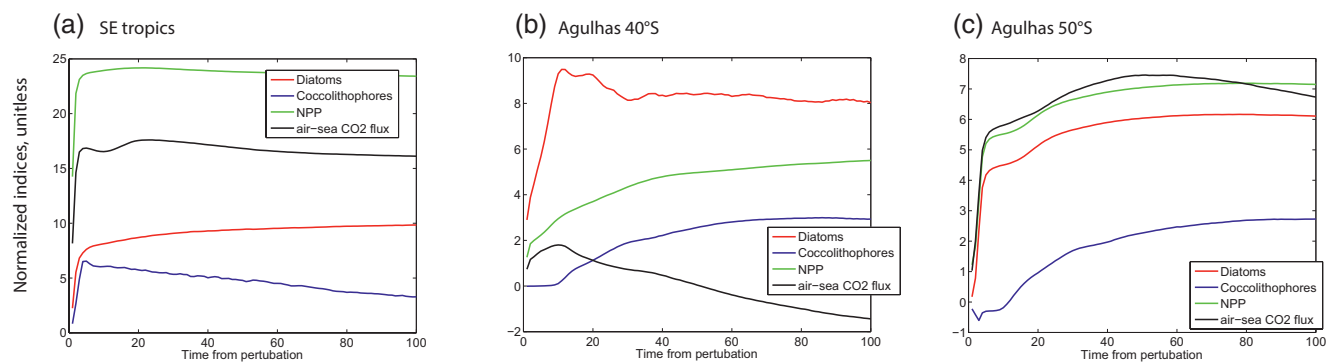 (a) SE tropics
Normalized indices, unitless
25
20
15
10
5
0
0 20 40 60 80 100
Time from pertubation
Diatoms
Coccolithophores
NPP
air-sea CO2 flux
(b) Agulhas 40°S
10
8
6
4
2
0
−2
0 20 40 60 80 100
Time from pertubation
Diatoms
Coccolithophores
NPP
air-sea CO2 flux
(c) Agulhas 50°S
8
7
6
5
4
3
2
1
0
−1
0 20 40 60 80 100
Time from pertubation
Diatoms
Coccolithophores
NPP
air-sea CO2 flux